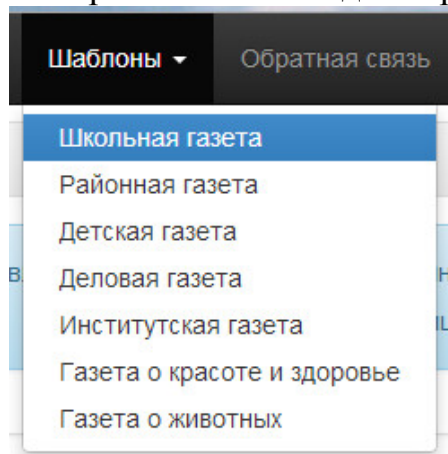 Шаблоны Обратная связь
Школьная газета
Районная газета
Детская газета
Деловая газета
Институтская газета
Газета о красоте и здоровье
Газета о животных